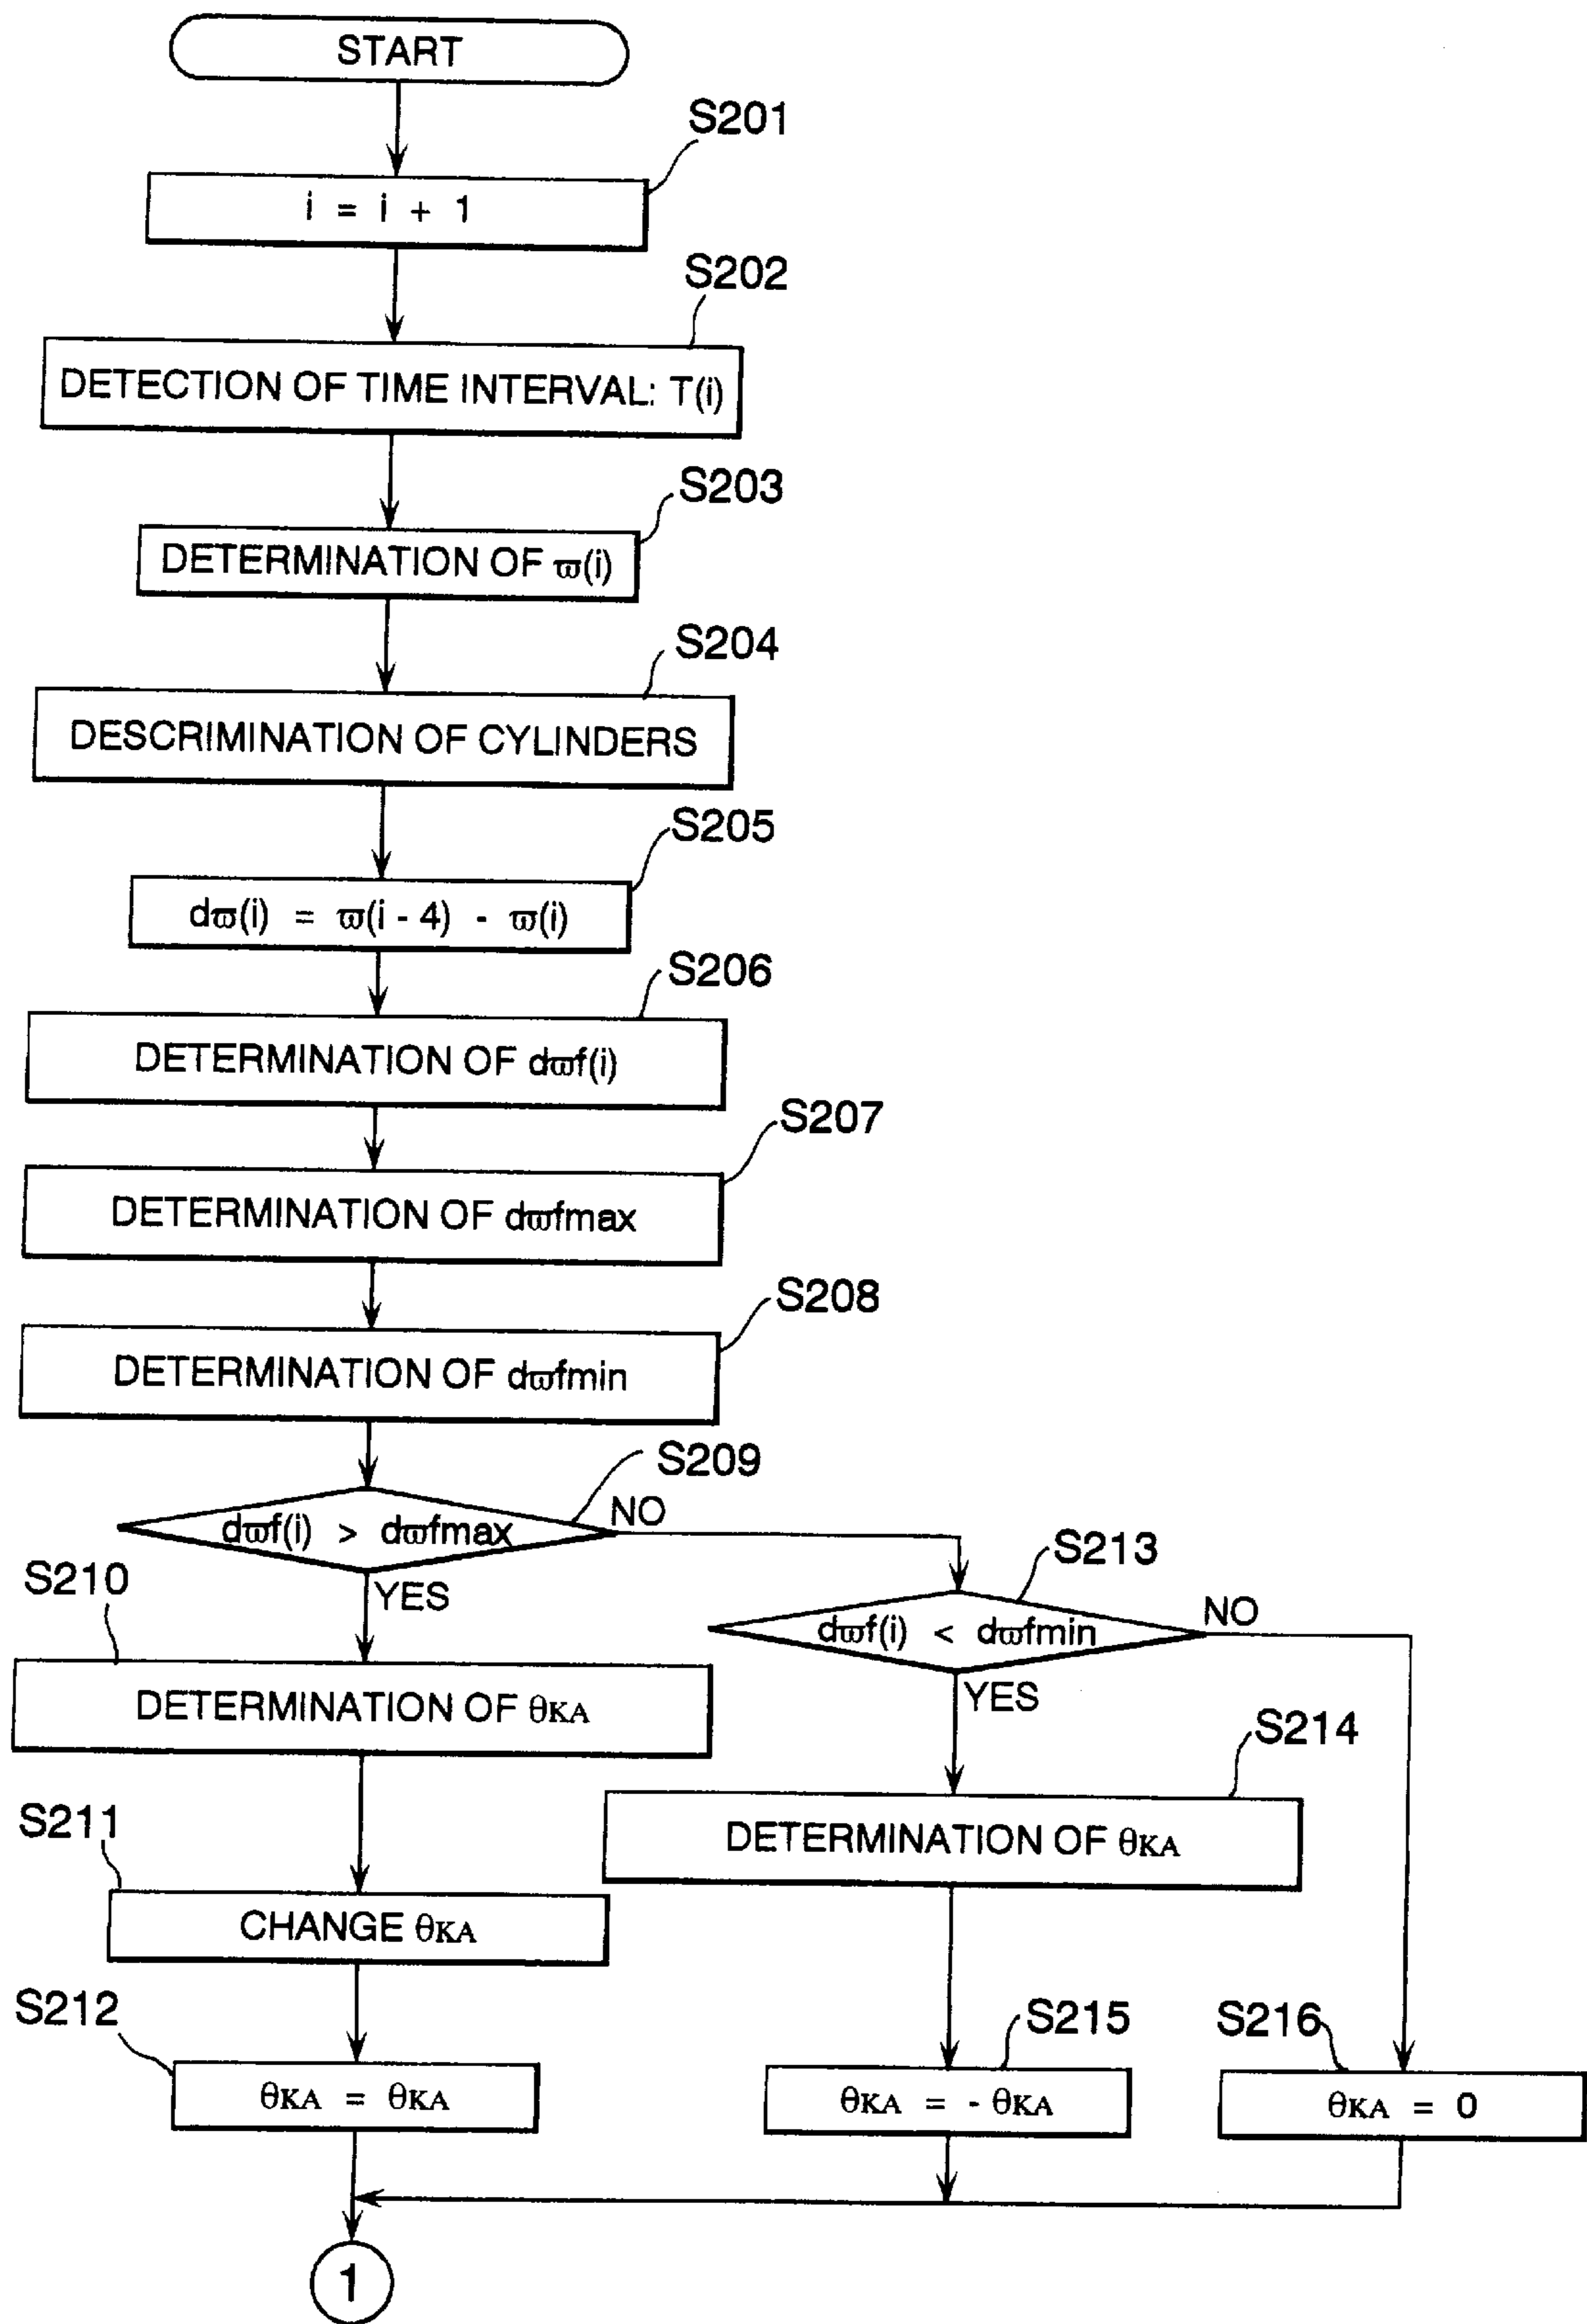 START
S201
i = i + 1
S202
DETECTION OF TIME INTERVAL: T(i)
S203
DETERMINATION OF ϖ(i)
S204
DESCRIMINATION OF CYLINDERS
S205
dϖ(i) = ϖ(i - 4) - ϖ(i)
S206
DETERMINATION OF dϖf(i)
S207
DETERMINATION OF dϖfmax
S208
DETERMINATION OF dϖfmin
S209
dϖf(i) > dϖfmax
NO
YES
S213
dϖf(i) < dϖfmin
NO
YES
S210
DETERMINATION OF θKA
S214
DETERMINATION OF θKA
S211
CHANGE θKA
S212
θKA = θKA
S215
θKA = - θKA
S216
θKA = 0
1